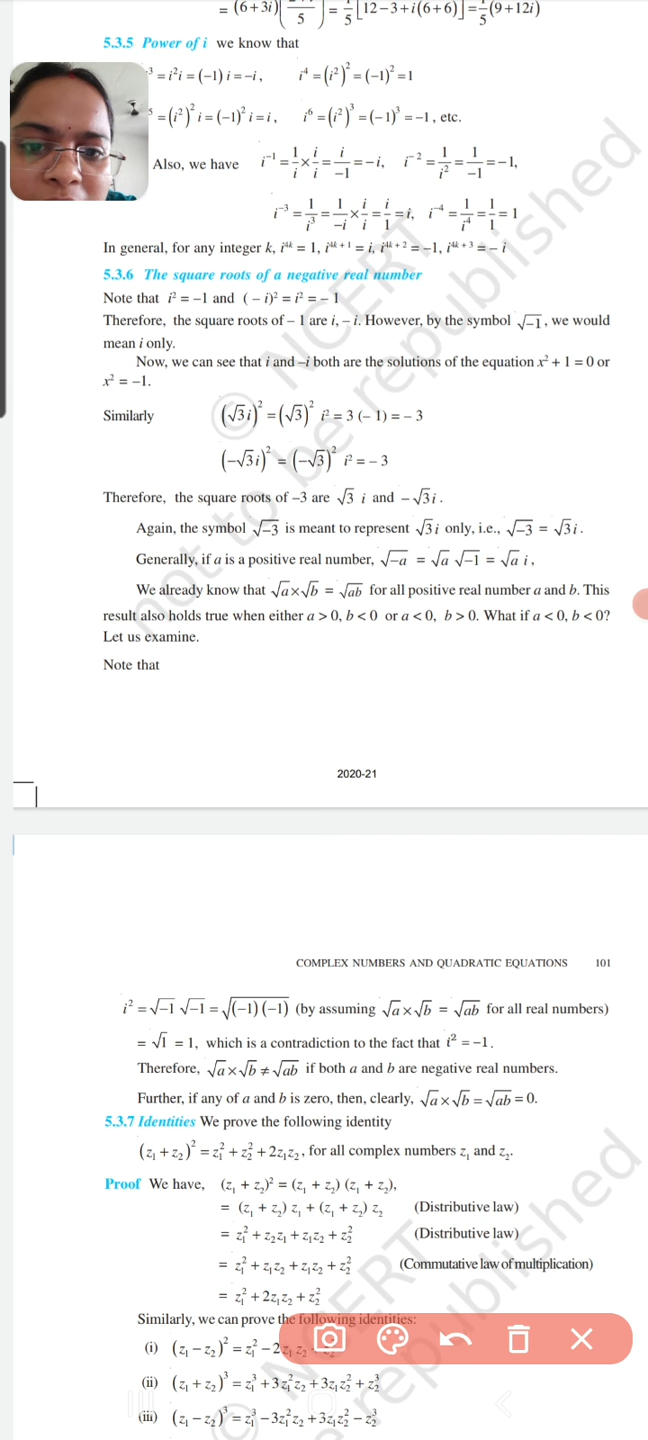 = (6+3i) 5 = 1/5 [12−3+i(6+6)] = 1/5 (9+12i)
5.3.5 Power of i we know that
³ = i²i = (−1) i = −i, i⁴ = (i²)² = (−1)² = 1
⁵ = (i²)² i = (−1)² i = i, i⁶ = (i²)³ = (−1)³ = −1, etc.
Also, we have i⁻¹ = 1/i × i/i = i/−1 = −i, i⁻² = 1/i² = 1/−1 = −1,
i⁻³ = 1/i³ = 1/−i × i/i = i/1 = i, i⁻⁴ = 1/i⁴ = 1/1 = 1
In general, for any integer k, i⁴ᵏ = 1, i⁴ᵏ⁺¹ = i, i⁴ᵏ⁺² = −1, i⁴ᵏ⁺³ = − i
5.3.6 The square roots of a negative real number
Note that i² = −1 and ( − i)² = i² = − 1
Therefore, the square roots of − 1 are i, − i. However, by the symbol √−1, we would
mean i only.
Now, we can see that i and −i both are the solutions of the equation x² + 1 = 0 or
x² = −1.
Similarly (√3 i)² = (√3)² i² = 3 (− 1) = − 3
(−√3 i)² = (−√3)² i² = − 3
Therefore, the square roots of −3 are √3 i and −√3 i .
Again, the symbol √−3 is meant to represent √3 i only, i.e., √−3 = √3 i .
Generally, if a is a positive real number, √−a = √a √−1 = √a i ,
We already know that √a × √b = √ab for all positive real number a and b. This
result also holds true when either a > 0, b < 0 or a < 0, b > 0. What if a < 0, b < 0?
Let us examine.
Note that
2020-21
COMPLEX NUMBERS AND QUADRATIC EQUATIONS 101
i² = √−1 √−1 = √(−1) (−1) (by assuming √a × √b = √ab for all real numbers)
= √1 = 1, which is a contradiction to the fact that i² = −1 .
Therefore, √a × √b ≠ √ab if both a and b are negative real numbers.
Further, if any of a and b is zero, then, clearly, √a × √b = √ab = 0.
5.3.7 Identities We prove the following identity
(z₁ + z₂)² = z₁² + z₂² + 2z₁z₂ , for all complex numbers z₁ and z₂.
Proof We have, (z₁ + z₂)² = (z₁ + z₂) (z₁ + z₂),
= (z₁ + z₂) z₁ + (z₁ + z₂) z₂ (Distributive law)
= z₁² + z₂z₁ + z₁z₂ + z₂² (Distributive law)
= z₁² + z₁z₂ + z₁z₂ + z₂² (Commutative law of multiplication)
= z₁² + 2z₁z₂ + z₂²
Similarly, we can prove the following identities:
(i) (z₁ − z₂)² = z₁² − 2z₁z₂
(ii) (z₁ + z₂)³ = z₁³ + 3z₁²z₂ + 3z₁z₂² + z₂³
(iii) (z₁ − z₂)³ = z₁³ − 3z₁²z₂ + 3z₁z₂² − z₂³
© NCERT
not to be republished
© NCERT
republished